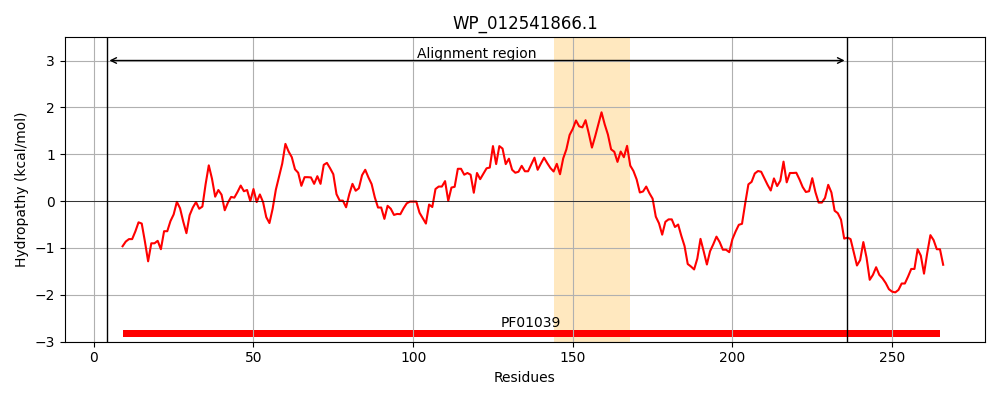 WP_012541866.1
Alignment region
PF01039
Hydropathy (kcal/mol)
3
2
1
0
−1
−2
−3
0
50
100
150
200
250
Residues